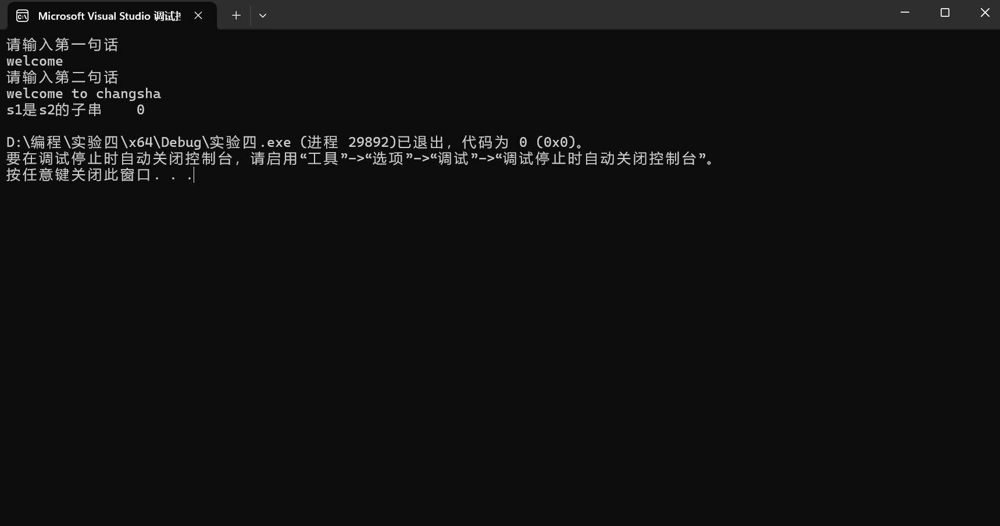 Microsoft Visual Studio 调试控
请输入第一句话
welcome
请输入第二句话
welcome to changsha
s1是s2的子串    0
D:\编程\实验四\x64\Debug\实验四.exe (进程 29892)已退出，代码为 0 (0x0)。
要在调试停止时自动关闭控制台，请启用“工具”->“选项”->“调试”->“调试停止时自动关闭控制台”。
按任意键关闭此窗口. . .